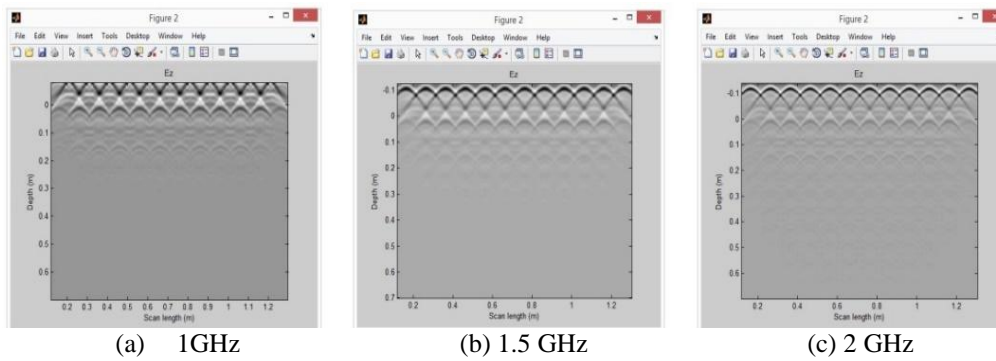 Figure 2
File Edit View Insert Tools Desktop Window Help
Ez
0
0.1
0.2
0.3
0.4
0.5
0.6
Depth (m)
0.2 0.3 0.4 0.5 0.6 0.7 0.8 0.9 1 1.1 1.2
Scan length (m)
(a) 1GHz
Figure 2
File Edit View Insert Tools Desktop Window Help
Ez
-0.1
0
0.1
0.2
0.3
0.4
0.5
0.6
0.7
Depth (m)
0.2 0.4 0.6 0.8 1 1.2
Scan length (m)
(b) 1.5 GHz
Figure 2
File Edit View Insert Tools Desktop Window Help
Ez
-0.1
0
0.1
0.2
0.3
0.4
0.5
0.6
Depth (m)
0.2 0.4 0.6 0.8 1 1.2
Scan length (m)
(c) 2 GHz